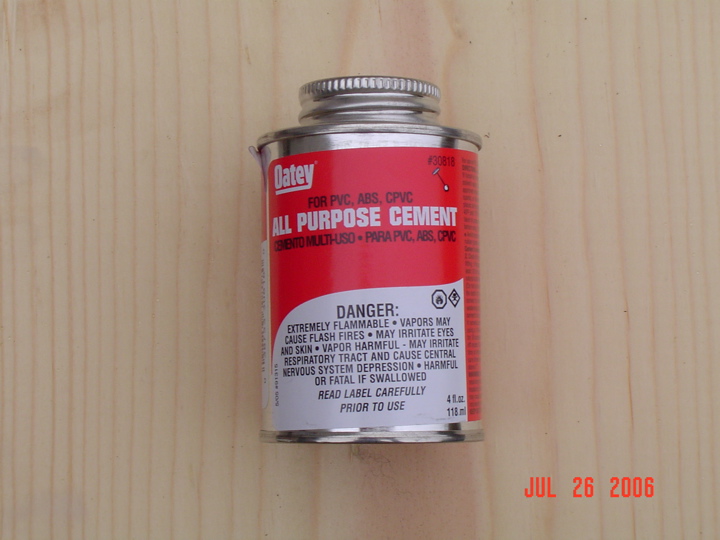 Oatey
#30818
FOR PVC, ABS, CPVC
ALL PURPOSE CEMENT
CEMENTO MULTI-USO • PARA PVC, ABS, CPVC
DANGER:
EXTREMELY FLAMMABLE • VAPORS MAY
CAUSE FLASH FIRES • MAY IRRITATE EYES
AND SKIN • VAPOR HARMFUL - MAY IRRITATE
RESPIRATORY TRACT AND CAUSE CENTRAL
NERVOUS SYSTEM DEPRESSION • HARMFUL
OR FATAL IF SWALLOWED
READ LABEL CAREFULLY
PRIOR TO USE
4 fl.oz.
118 ml
JUL 26 2006